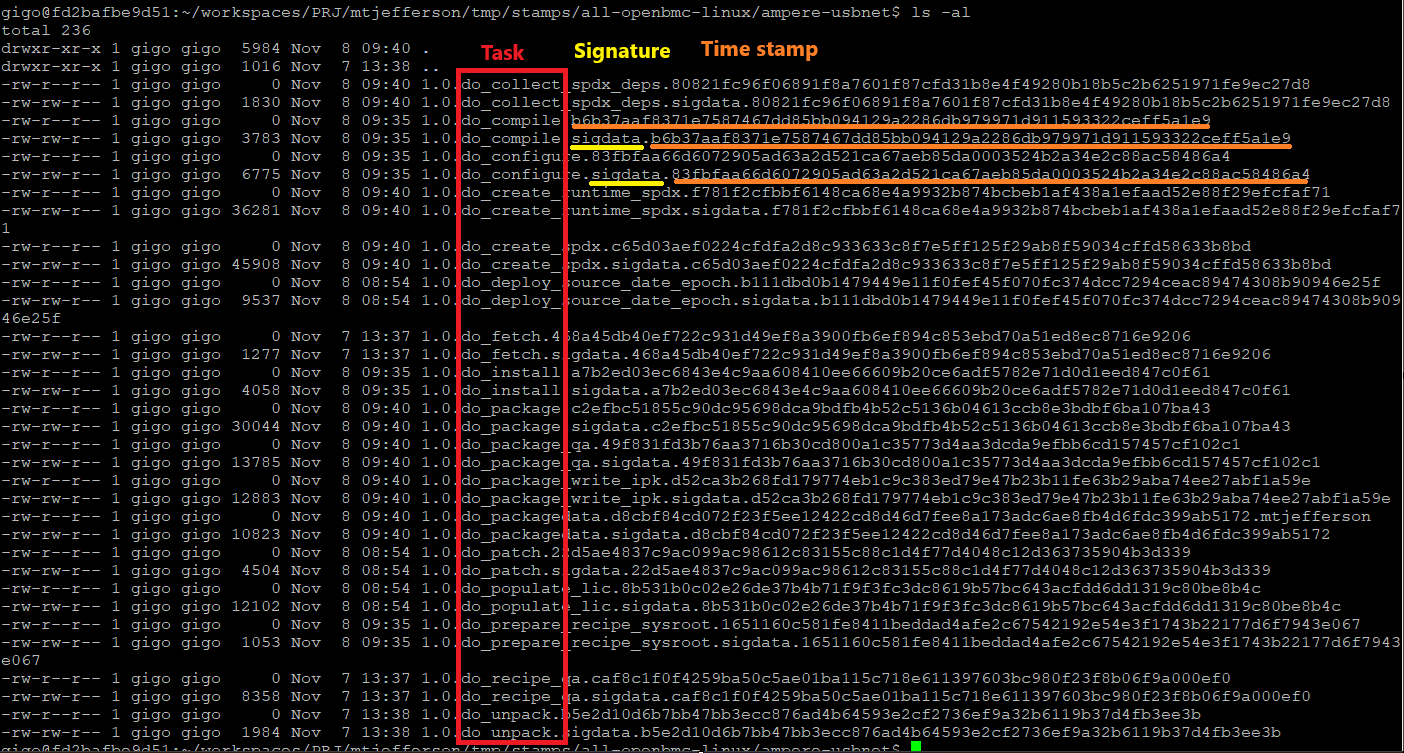 gigo@fd2bafbe9d51:~/workspaces/PRJ/mtjefferson/tmp/stamps/all-openbmc-linux/ampere-usbnet$ ls -al
total 236
drwxr-xr-x 1 gigo gigo  5984 Nov  8 09:40 .
drwxr-xr-x 1 gigo gigo  1016 Nov  7 13:38 ..
Task Signature Time stamp
-rw-r--r-- 1 gigo gigo     0 Nov  8 09:40 1.0.do_collect_spdx_deps.80821fc96f06891f8a7601f87cfd31b8e4f49280b18b5c2b6251971fe9ec27d8
-rw-rw-r-- 1 gigo gigo  1830 Nov  8 09:40 1.0.do_collect_spdx_deps.sigdata.80821fc96f06891f8a7601f87cfd31b8e4f49280b18b5c2b6251971fe9ec27d8
-rw-r--r-- 1 gigo gigo     0 Nov  8 09:35 1.0.do_compile.b6b37aaf8371e7587467dd85bb094129a2286db979971d911593322ceff5a1e9
-rw-rw-r-- 1 gigo gigo  3783 Nov  8 09:35 1.0.do_compile.sigdata.b6b37aaf8371e7587467dd85bb094129a2286db979971d911593322ceff5a1e9
-rw-r--r-- 1 gigo gigo     0 Nov  8 09:35 1.0.do_configure.83fbfaa66d6072905ad63a2d521ca67aeb85da0003524b2a34e2c88ac58486a4
-rw-rw-r-- 1 gigo gigo  6775 Nov  8 09:35 1.0.do_configure.sigdata.83fbfaa66d6072905ad63a2d521ca67aeb85da0003524b2a34e2c88ac58486a4
-rw-r--r-- 1 gigo gigo     0 Nov  8 09:40 1.0.do_create_runtime_spdx.f781f2cfbbf6148ca68e4a9932b874bcbeb1af438a1efaad52e88f29efcfaf71
-rw-rw-r-- 1 gigo gigo 36281 Nov  8 09:40 1.0.do_create_runtime_spdx.sigdata.f781f2cfbbf6148ca68e4a9932b874bcbeb1af438a1efaad52e88f29efcfaf7
1
-rw-r--r-- 1 gigo gigo     0 Nov  8 09:40 1.0.do_create_spdx.c65d03aef0224cfdfa2d8c933633c8f7e5ff125f29ab8f59034cffd58633b8bd
-rw-rw-r-- 1 gigo gigo 45908 Nov  8 09:40 1.0.do_create_spdx.sigdata.c65d03aef0224cfdfa2d8c933633c8f7e5ff125f29ab8f59034cffd58633b8bd
-rw-r--r-- 1 gigo gigo     0 Nov  8 08:54 1.0.do_deploy_source_date_epoch.b111dbd0b1479449e11f0fef45f070fc374dcc7294ceac89474308b90946e25f
-rw-rw-r-- 1 gigo gigo  9537 Nov  8 08:54 1.0.do_deploy_source_date_epoch.sigdata.b111dbd0b1479449e11f0fef45f070fc374dcc7294ceac89474308b909
46e25f
-rw-r--r-- 1 gigo gigo     0 Nov  7 13:37 1.0.do_fetch.468a45db40ef722c931d49ef8a3900fb6ef894c853ebd70a51ed8ec8716e9206
-rw-rw-r-- 1 gigo gigo  1277 Nov  7 13:37 1.0.do_fetch.sigdata.468a45db40ef722c931d49ef8a3900fb6ef894c853ebd70a51ed8ec8716e9206
-rw-r--r-- 1 gigo gigo     0 Nov  8 09:35 1.0.do_install.a7b2ed03ec6843e4c9aa608410ee66609b20ce6adf5782e71d0d1eed847c0f61
-rw-rw-r-- 1 gigo gigo  4058 Nov  8 09:35 1.0.do_install.sigdata.a7b2ed03ec6843e4c9aa608410ee66609b20ce6adf5782e71d0d1eed847c0f61
-rw-r--r-- 1 gigo gigo     0 Nov  8 09:40 1.0.do_package.c2efbc51855c90dc95698dca9bdfb4b52c5136b04613ccb8e3bdbf6ba107ba43
-rw-rw-r-- 1 gigo gigo 30044 Nov  8 09:40 1.0.do_package.sigdata.c2efbc51855c90dc95698dca9bdfb4b52c5136b04613ccb8e3bdbf6ba107ba43
-rw-r--r-- 1 gigo gigo     0 Nov  8 09:40 1.0.do_package_qa.49f831fd3b76aa3716b30cd800a1c35773d4aa3dcda9efbb6cd157457cf102c1
-rw-rw-r-- 1 gigo gigo 13785 Nov  8 09:40 1.0.do_package_qa.sigdata.49f831fd3b76aa3716b30cd800a1c35773d4aa3dcda9efbb6cd157457cf102c1
-rw-r--r-- 1 gigo gigo     0 Nov  8 09:40 1.0.do_package_write_ipk.d52ca3b268fd179774eb1c9c383ed79e47b23b11fe63b29aba74ee27abf1a59e
-rw-rw-r-- 1 gigo gigo 12883 Nov  8 09:40 1.0.do_package_write_ipk.sigdata.d52ca3b268fd179774eb1c9c383ed79e47b23b11fe63b29aba74ee27abf1a59e
-rw-r--r-- 1 gigo gigo     0 Nov  8 09:40 1.0.do_packagedata.d8cbf84cd072f23f5ee12422cd8d46d7fee8a173adc6ae8fb4d6fdc399ab5172.mtjefferson
-rw-rw-r-- 1 gigo gigo 10823 Nov  8 09:40 1.0.do_packagedata.sigdata.d8cbf84cd072f23f5ee12422cd8d46d7fee8a173adc6ae8fb4d6fdc399ab5172
-rw-r--r-- 1 gigo gigo     0 Nov  8 08:54 1.0.do_patch.22d5ae4837c9ac099ac98612c83155c88c1d4f77d4048c12d363735904b3d339
-rw-rw-r-- 1 gigo gigo  4504 Nov  8 08:54 1.0.do_patch.sigdata.22d5ae4837c9ac099ac98612c83155c88c1d4f77d4048c12d363735904b3d339
-rw-r--r-- 1 gigo gigo     0 Nov  8 08:54 1.0.do_populate_lic.8b531b0c02e26de37b4b71f9f3fc3dc8619b57bc643acfdd6dd1319c80be8b4c
-rw-rw-r-- 1 gigo gigo 12102 Nov  8 08:54 1.0.do_populate_lic.sigdata.8b531b0c02e26de37b4b71f9f3fc3dc8619b57bc643acfdd6dd1319c80be8b4c
-rw-r--r-- 1 gigo gigo     0 Nov  8 09:35 1.0.do_prepare_recipe_sysroot.1651160c581fe8411beddad4afe2c67542192e54e3f1743b22177d6f7943e067
-rw-rw-r-- 1 gigo gigo  1053 Nov  8 09:35 1.0.do_prepare_recipe_sysroot.sigdata.1651160c581fe8411beddad4afe2c67542192e54e3f1743b22177d6f7943
e067
-rw-r--r-- 1 gigo gigo     0 Nov  7 13:37 1.0.do_recipe_qa.caf8c1f0f4259ba50c5ae01ba115c718e611397603bc980f23f8b06f9a000ef0
-rw-rw-r-- 1 gigo gigo  8358 Nov  7 13:37 1.0.do_recipe_qa.sigdata.caf8c1f0f4259ba50c5ae01ba115c718e611397603bc980f23f8b06f9a000ef0
-rw-r--r-- 1 gigo gigo     0 Nov  7 13:38 1.0.do_unpack.b5e2d10d6b7bb47bb3ecc876ad4b64593e2cf2736ef9a32b6119b37d4fb3ee3b
-rw-rw-r-- 1 gigo gigo  1984 Nov  7 13:38 1.0.do_unpack.sigdata.b5e2d10d6b7bb47bb3ecc876ad4b64593e2cf2736ef9a32b6119b37d4fb3ee3b
gigo@fd2bafbe9d51:~/workspaces/PRJ/mtjefferson/tmp/stamps/all-openbmc-linux/ampere-usbnet$